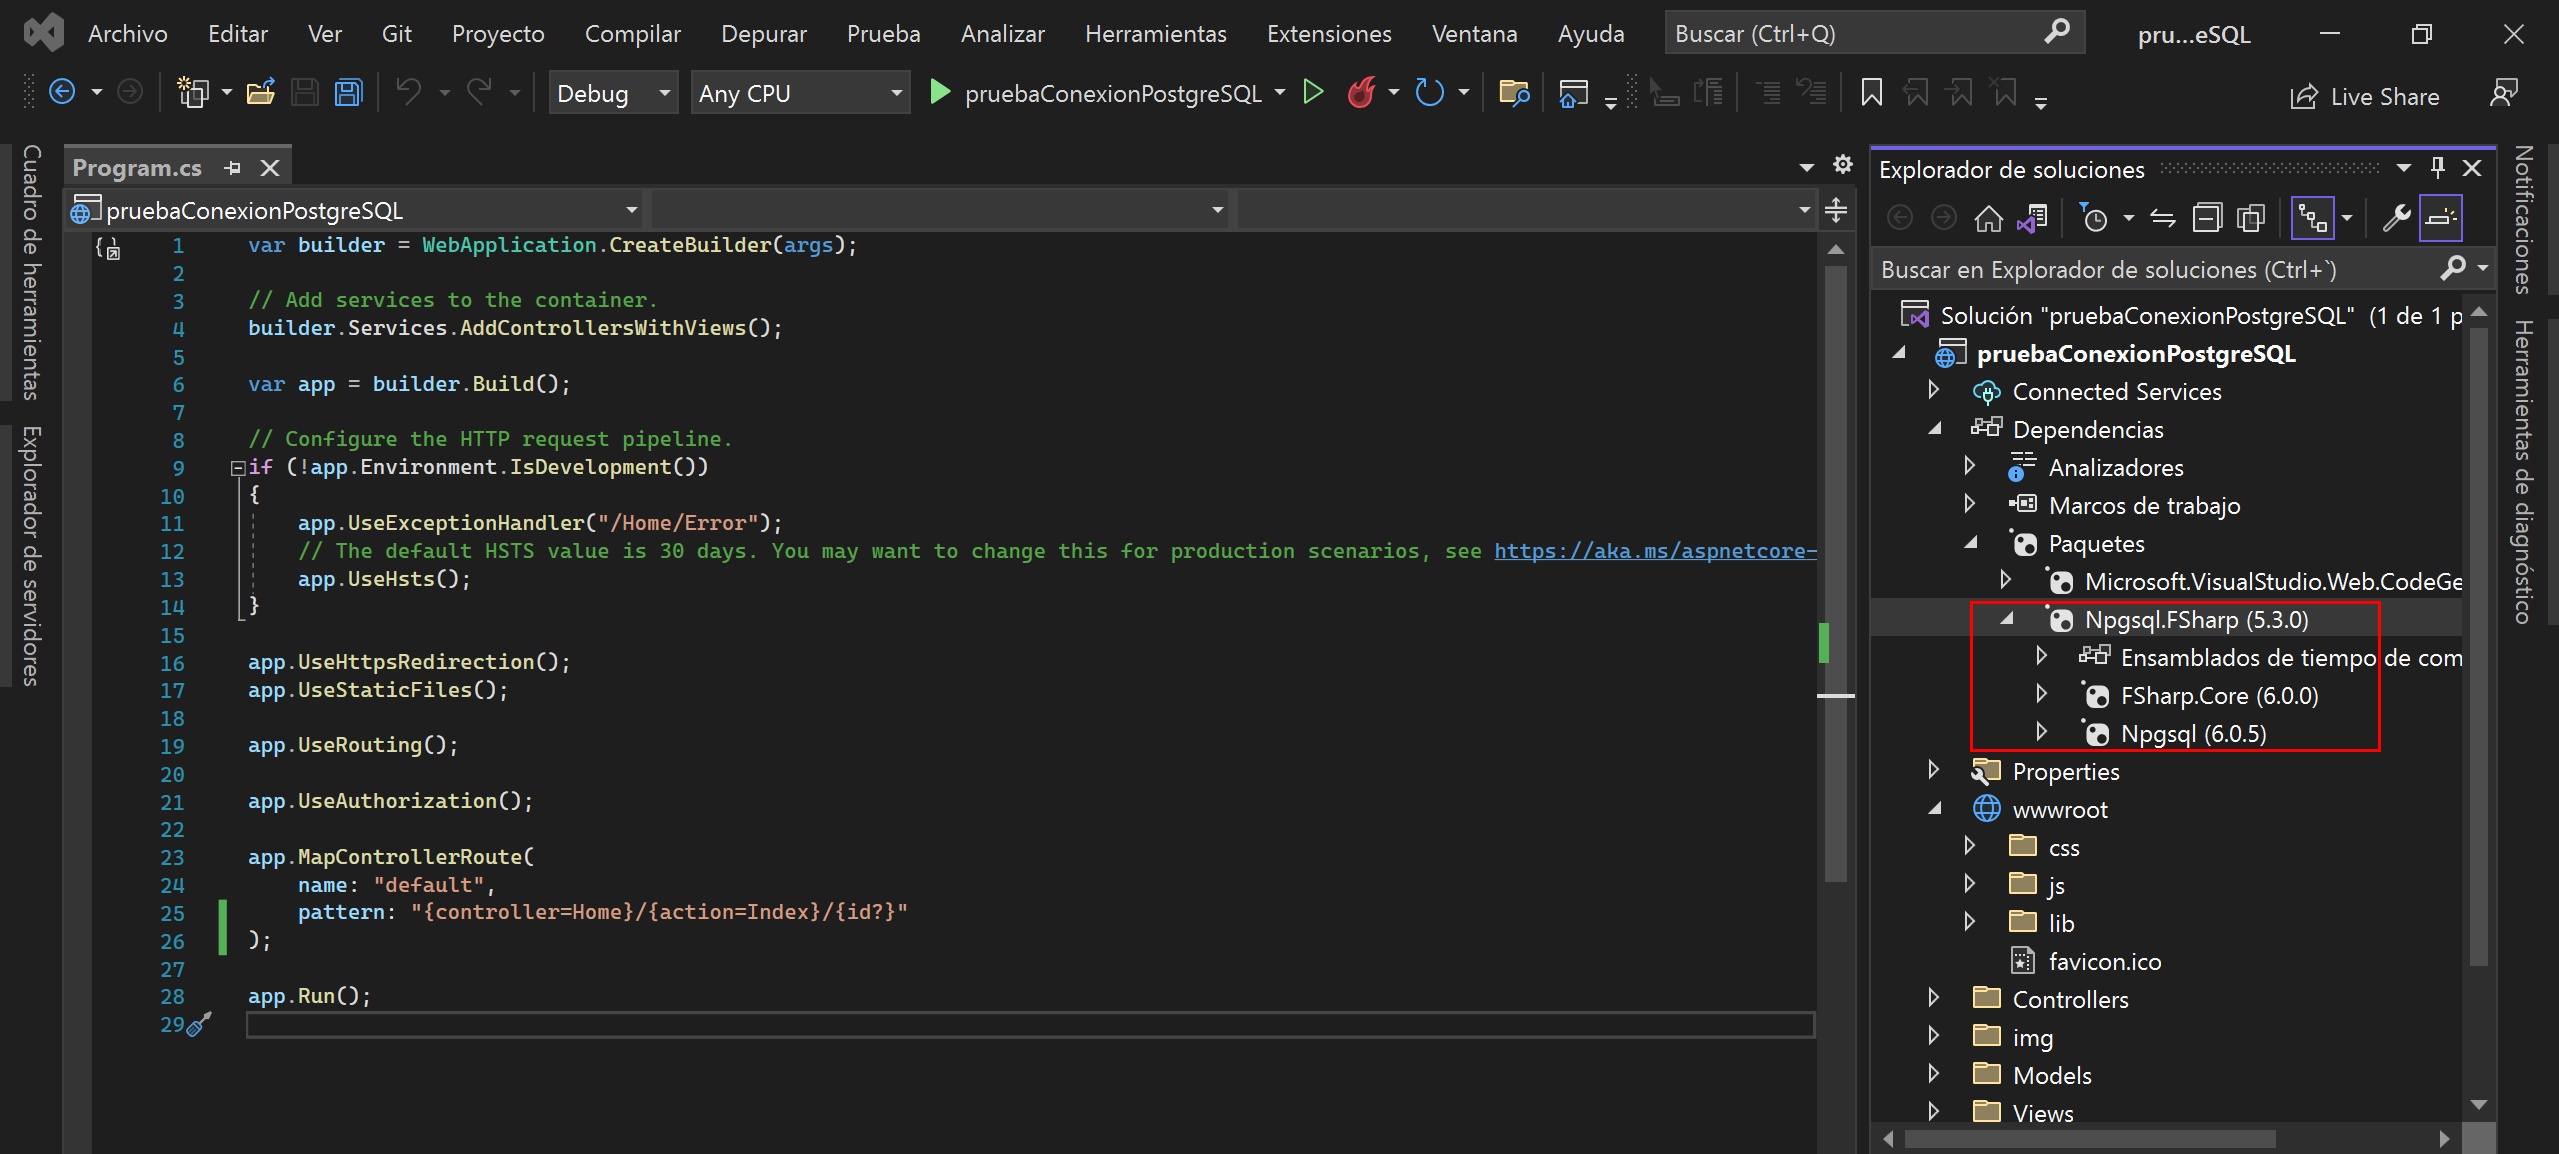 Archivo Editar Ver Git Proyecto Compilar Depurar Prueba Analizar Herramientas Extensiones Ventana Ayuda Buscar (Ctrl+Q) pru...eSQL
Debug Any CPU pruebaConexionPostgreSQL Live Share
Cuadro de herramientas
Explorador de servidores
Program.cs
pruebaConexionPostgreSQL
1 var builder = WebApplication.CreateBuilder(args);
2
3 // Add services to the container.
4 builder.Services.AddControllersWithViews();
5
6 var app = builder.Build();
7
8 // Configure the HTTP request pipeline.
9 if (!app.Environment.IsDevelopment())
10 {
11 app.UseExceptionHandler("/Home/Error");
12 // The default HSTS value is 30 days. You may want to change this for production scenarios, see https://aka.ms/aspnetcore-
13 app.UseHsts();
14 }
15
16 app.UseHttpsRedirection();
17 app.UseStaticFiles();
18
19 app.UseRouting();
20
21 app.UseAuthorization();
22
23 app.MapControllerRoute(
24 name: "default",
25 pattern: "{controller=Home}/{action=Index}/{id?}"
26 );
27
28 app.Run();
29
Explorador de soluciones
Buscar en Explorador de soluciones (Ctrl+`)
Solución "pruebaConexionPostgreSQL" (1 de 1 p
pruebaConexionPostgreSQL
Connected Services
Dependencias
Analizadores
Marcos de trabajo
Paquetes
Microsoft.VisualStudio.Web.CodeGe
Npgsql.FSharp (5.3.0)
Ensamblados de tiempo de com
FSharp.Core (6.0.0)
Npgsql (6.0.5)
Properties
wwwroot
css
js
lib
favicon.ico
Controllers
img
Models
Views
Notificaciones
Herramientas de diagnóstico